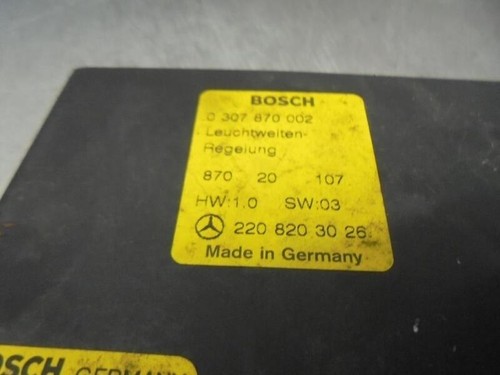 BOSCH
0 307 870 002
Leuchtweiten-
Regelung
870 20 107
HW:1.0 SW:03
220 820 30 26
Made in Germany
BOSCH GERMANY